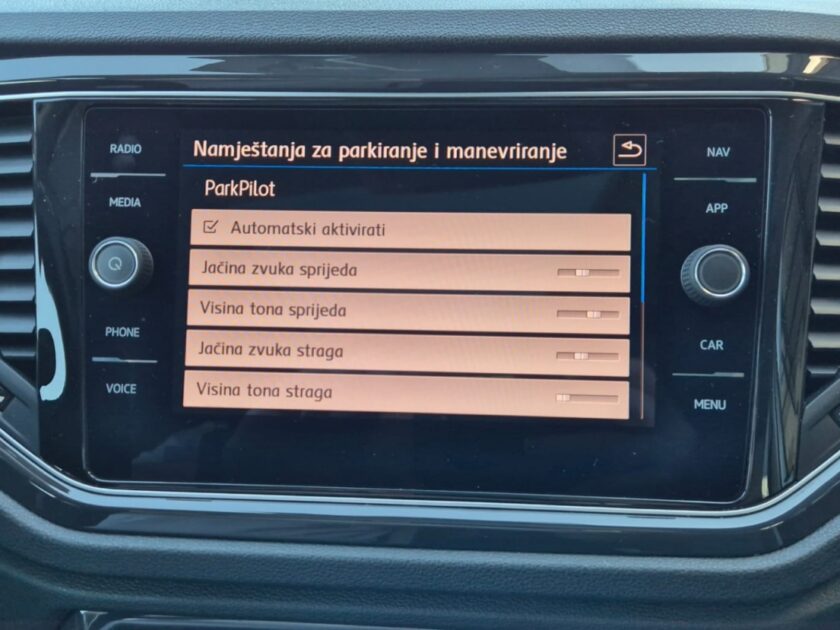 RADIO
MEDIA
PHONE
VOICE
Namještanja za parkiranje i manevriranje
ParkPilot
Automatski aktivirati
Jačina zvuka sprijeda
Visina tona sprijeda
Jačina zvuka straga
Visina tona straga
NAV
APP
CAR
MENU